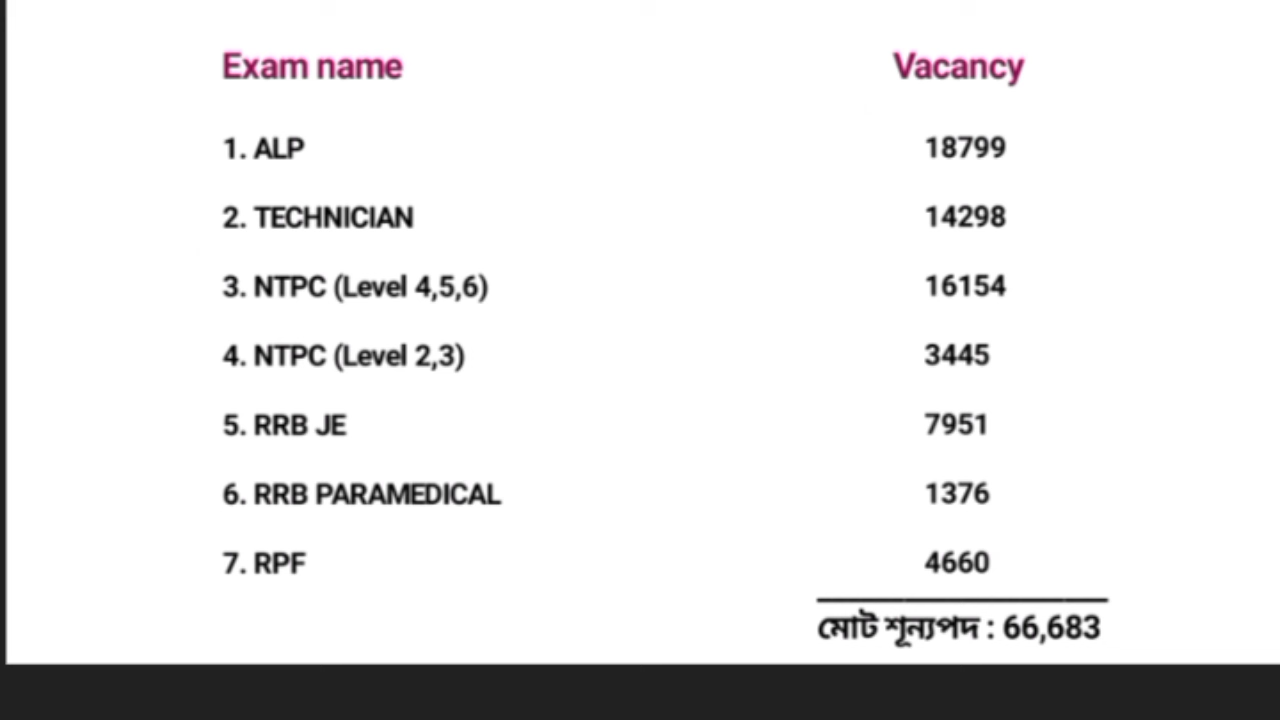 Exam name Vacancy
1. ALP 18799
2. TECHNICIAN 14298
3. NTPC (Level 4,5,6) 16154
4. NTPC (Level 2,3) 3445
5. RRB JE 7951
6. RRB PARAMEDICAL 1376
7. RPF 4660
মোট শূন্যপদ : 66,683